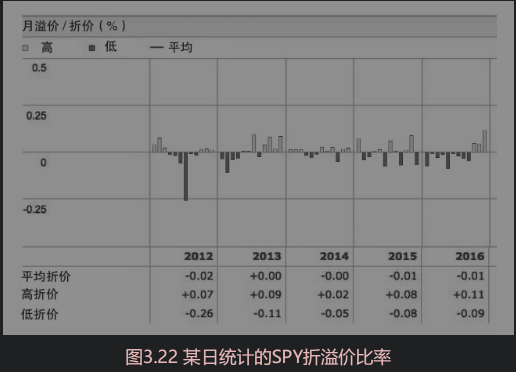 月溢价/折价(%)
高 低 平均
0.5
0.25
0
-0.25
2012 2013 2014 2015 2016
平均折价 -0.02 +0.00 -0.00 -0.01 -0.01
高折价 +0.07 +0.09 +0.02 +0.08 +0.11
低折价 -0.26 -0.11 -0.05 -0.08 -0.09
图3.22 某日统计的SPY折溢价比率